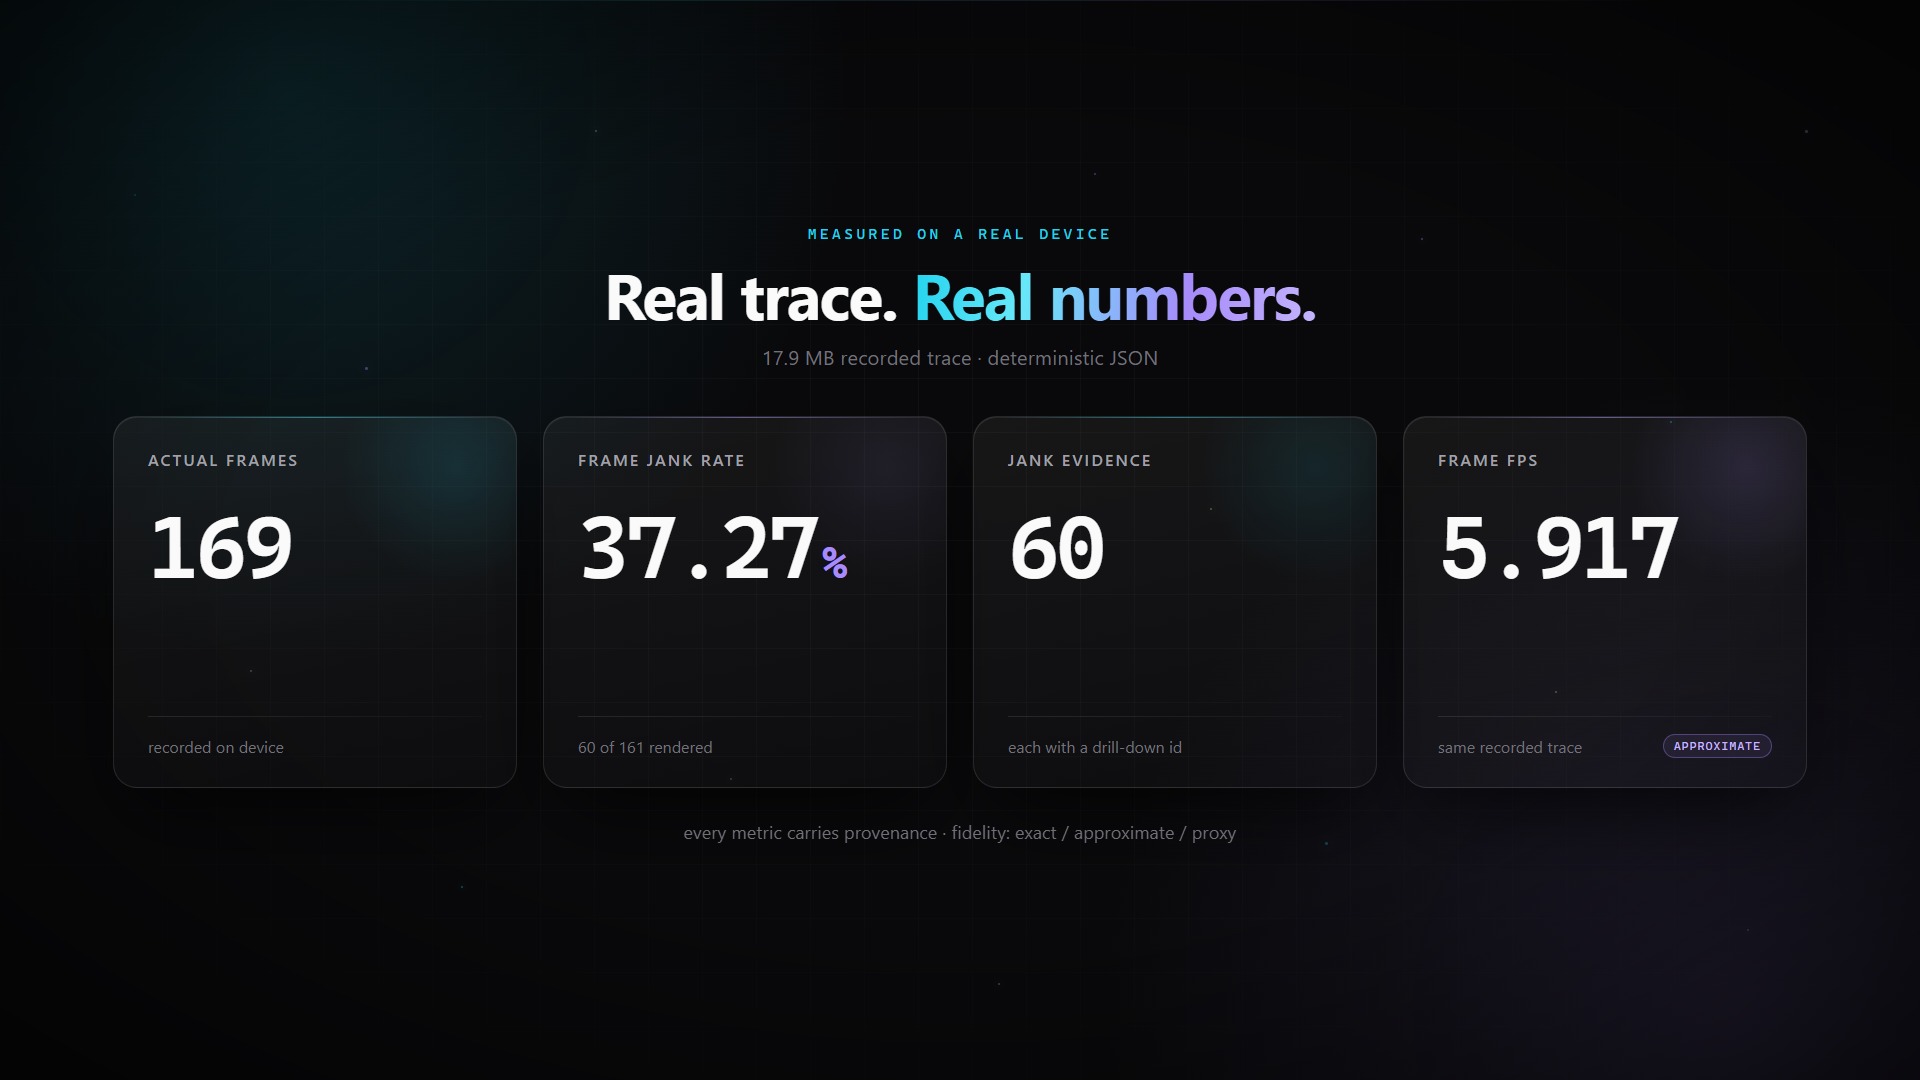 MEASURED ON A REAL DEVICE
Real trace. Real numbers.
17.9 MB recorded trace · deterministic JSON
ACTUAL FRAMES
169
recorded on device
FRAME JANK RATE
37.27%
60 of 161 rendered
JANK EVIDENCE
60
each with a drill-down id
FRAME FPS
5.917
same recorded trace
APPROXIMATE
every metric carries provenance · fidelity: exact / approximate / proxy